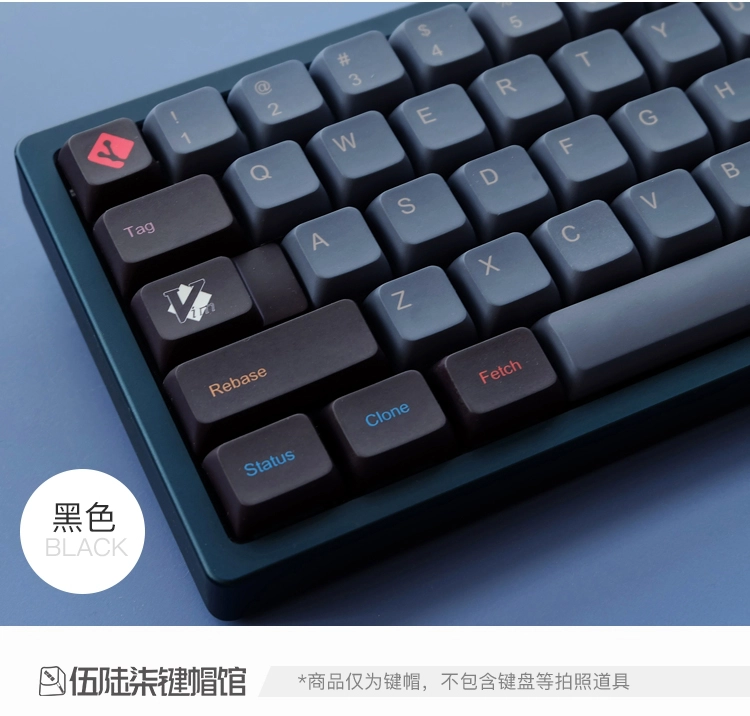 ! @ # $ ~
1 2 3 4 5
Q W E R T Y
Tag
A S D F G H
Vim
Z X C V B
Rebase
Status Clone Fetch
黑色
BLACK
伍陆柒键帽馆
*商品仅为键帽，不包含键盘等拍照道具